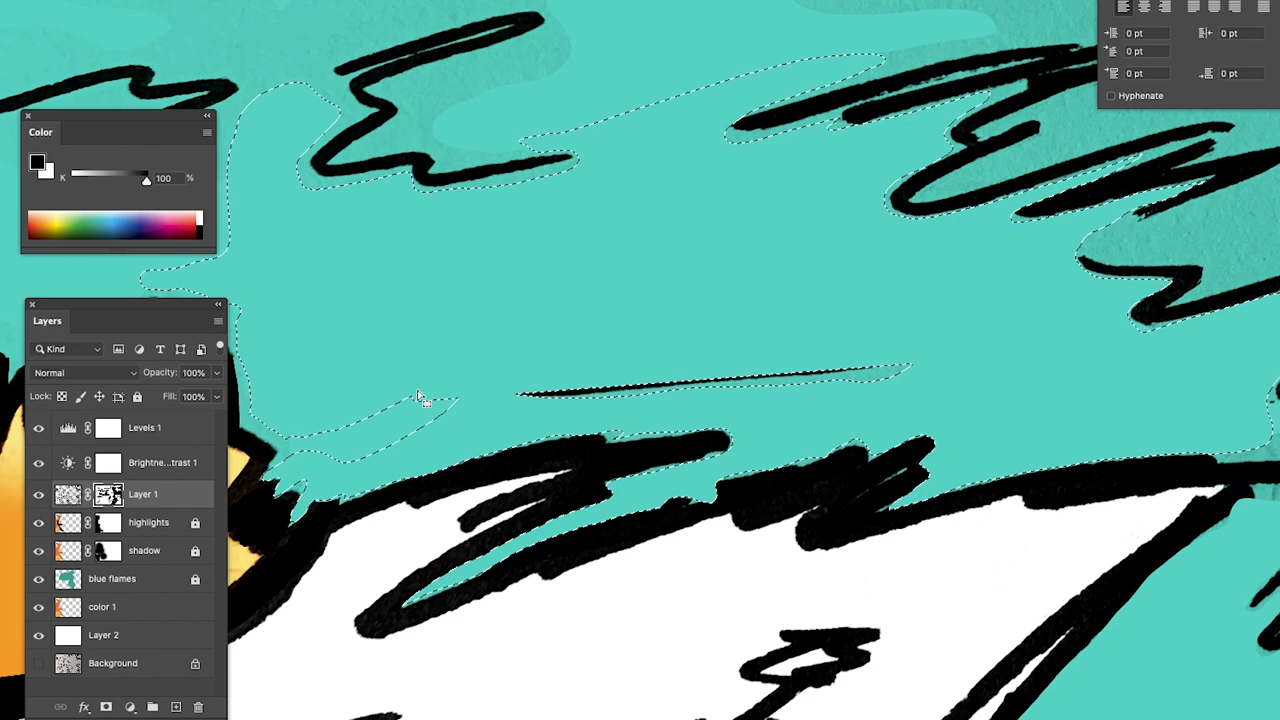 0 pt
0 pt
0 pt
0 pt
0 pt
Hyphenate
Color
K
100
%
Layers
Kind
Normal
Opacity: 100%
Lock:
Fill: 100%
Levels 1
Brightne...trast 1
Layer 1
highlights
shadow
blue flames
color 1
Layer 2
Background
fx